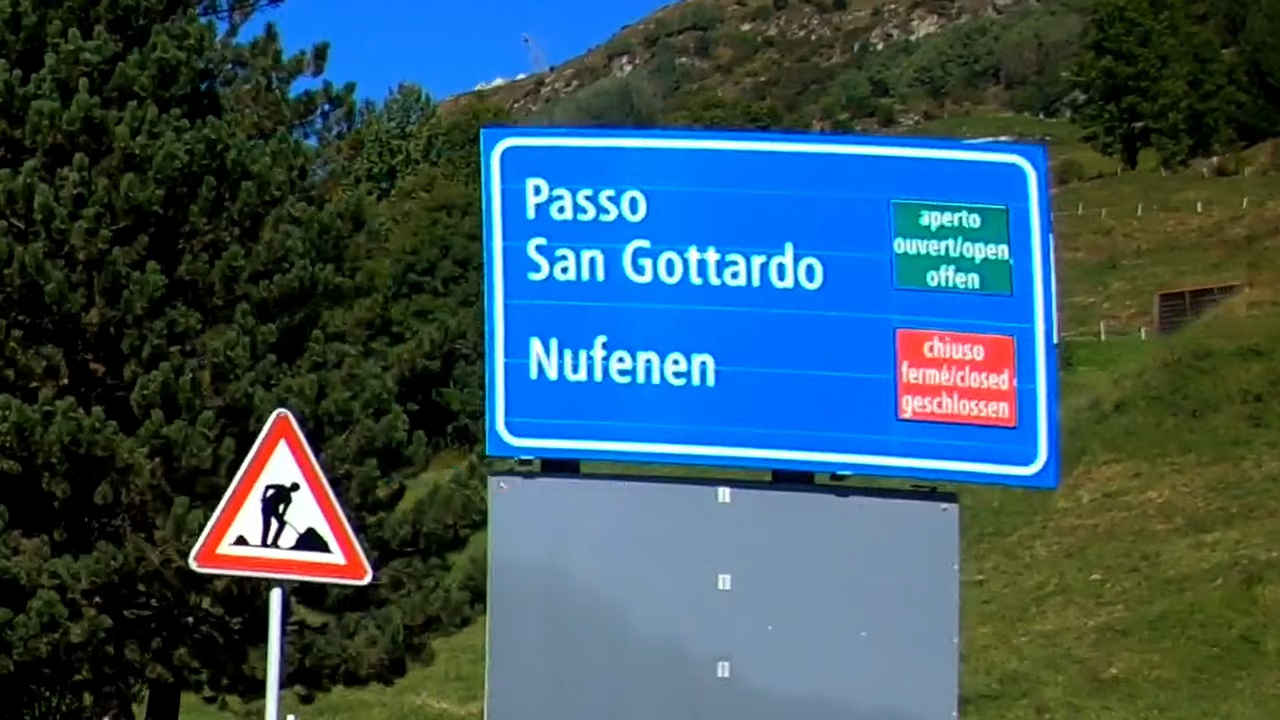 Passo
San Gottardo
aperto
ouvert/open
offen
Nufenen
chiuso
fermé/closed
geschlossen